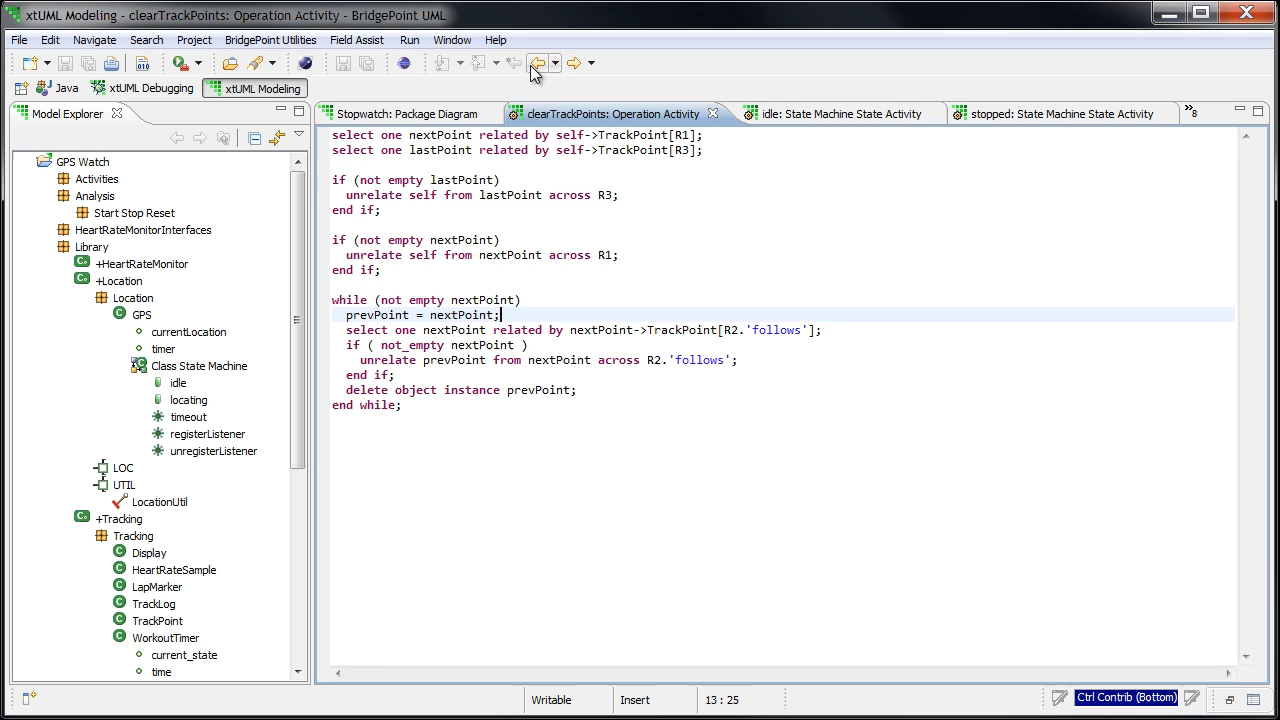 xtUML Modeling - clearTrackPoints: Operation Activity - BridgePoint UML
File Edit Navigate Search Project BridgePoint Utilities Field Assist Run Window Help
Java xtUML Debugging xtUML Modeling
Model Explorer
Stopwatch: Package Diagram clearTrackPoints: Operation Activity idle: State Machine State Activity stopped: State Machine State Activity »8
GPS Watch
Activities
Analysis
Start Stop Reset
HeartRateMonitorInterfaces
Library
+HeartRateMonitor
+Location
Location
GPS
currentLocation
timer
Class State Machine
idle
locating
timeout
registerListener
unregisterListener
LOC
UTIL
LocationUtil
+Tracking
Tracking
Display
HeartRateSample
LapMarker
TrackLog
TrackPoint
WorkoutTimer
current_state
time
select one nextPoint related by self->TrackPoint[R1];
select one lastPoint related by self->TrackPoint[R3];
if (not empty lastPoint)
unrelate self from lastPoint across R3;
end if;
if (not empty nextPoint)
unrelate self from nextPoint across R1;
end if;
while (not empty nextPoint)
prevPoint = nextPoint;
select one nextPoint related by nextPoint->TrackPoint[R2.'follows'];
if ( not_empty nextPoint )
unrelate prevPoint from nextPoint across R2.'follows';
end if;
delete object instance prevPoint;
end while;
Writable Insert 13 : 25 Ctrl Contrib (Bottom)